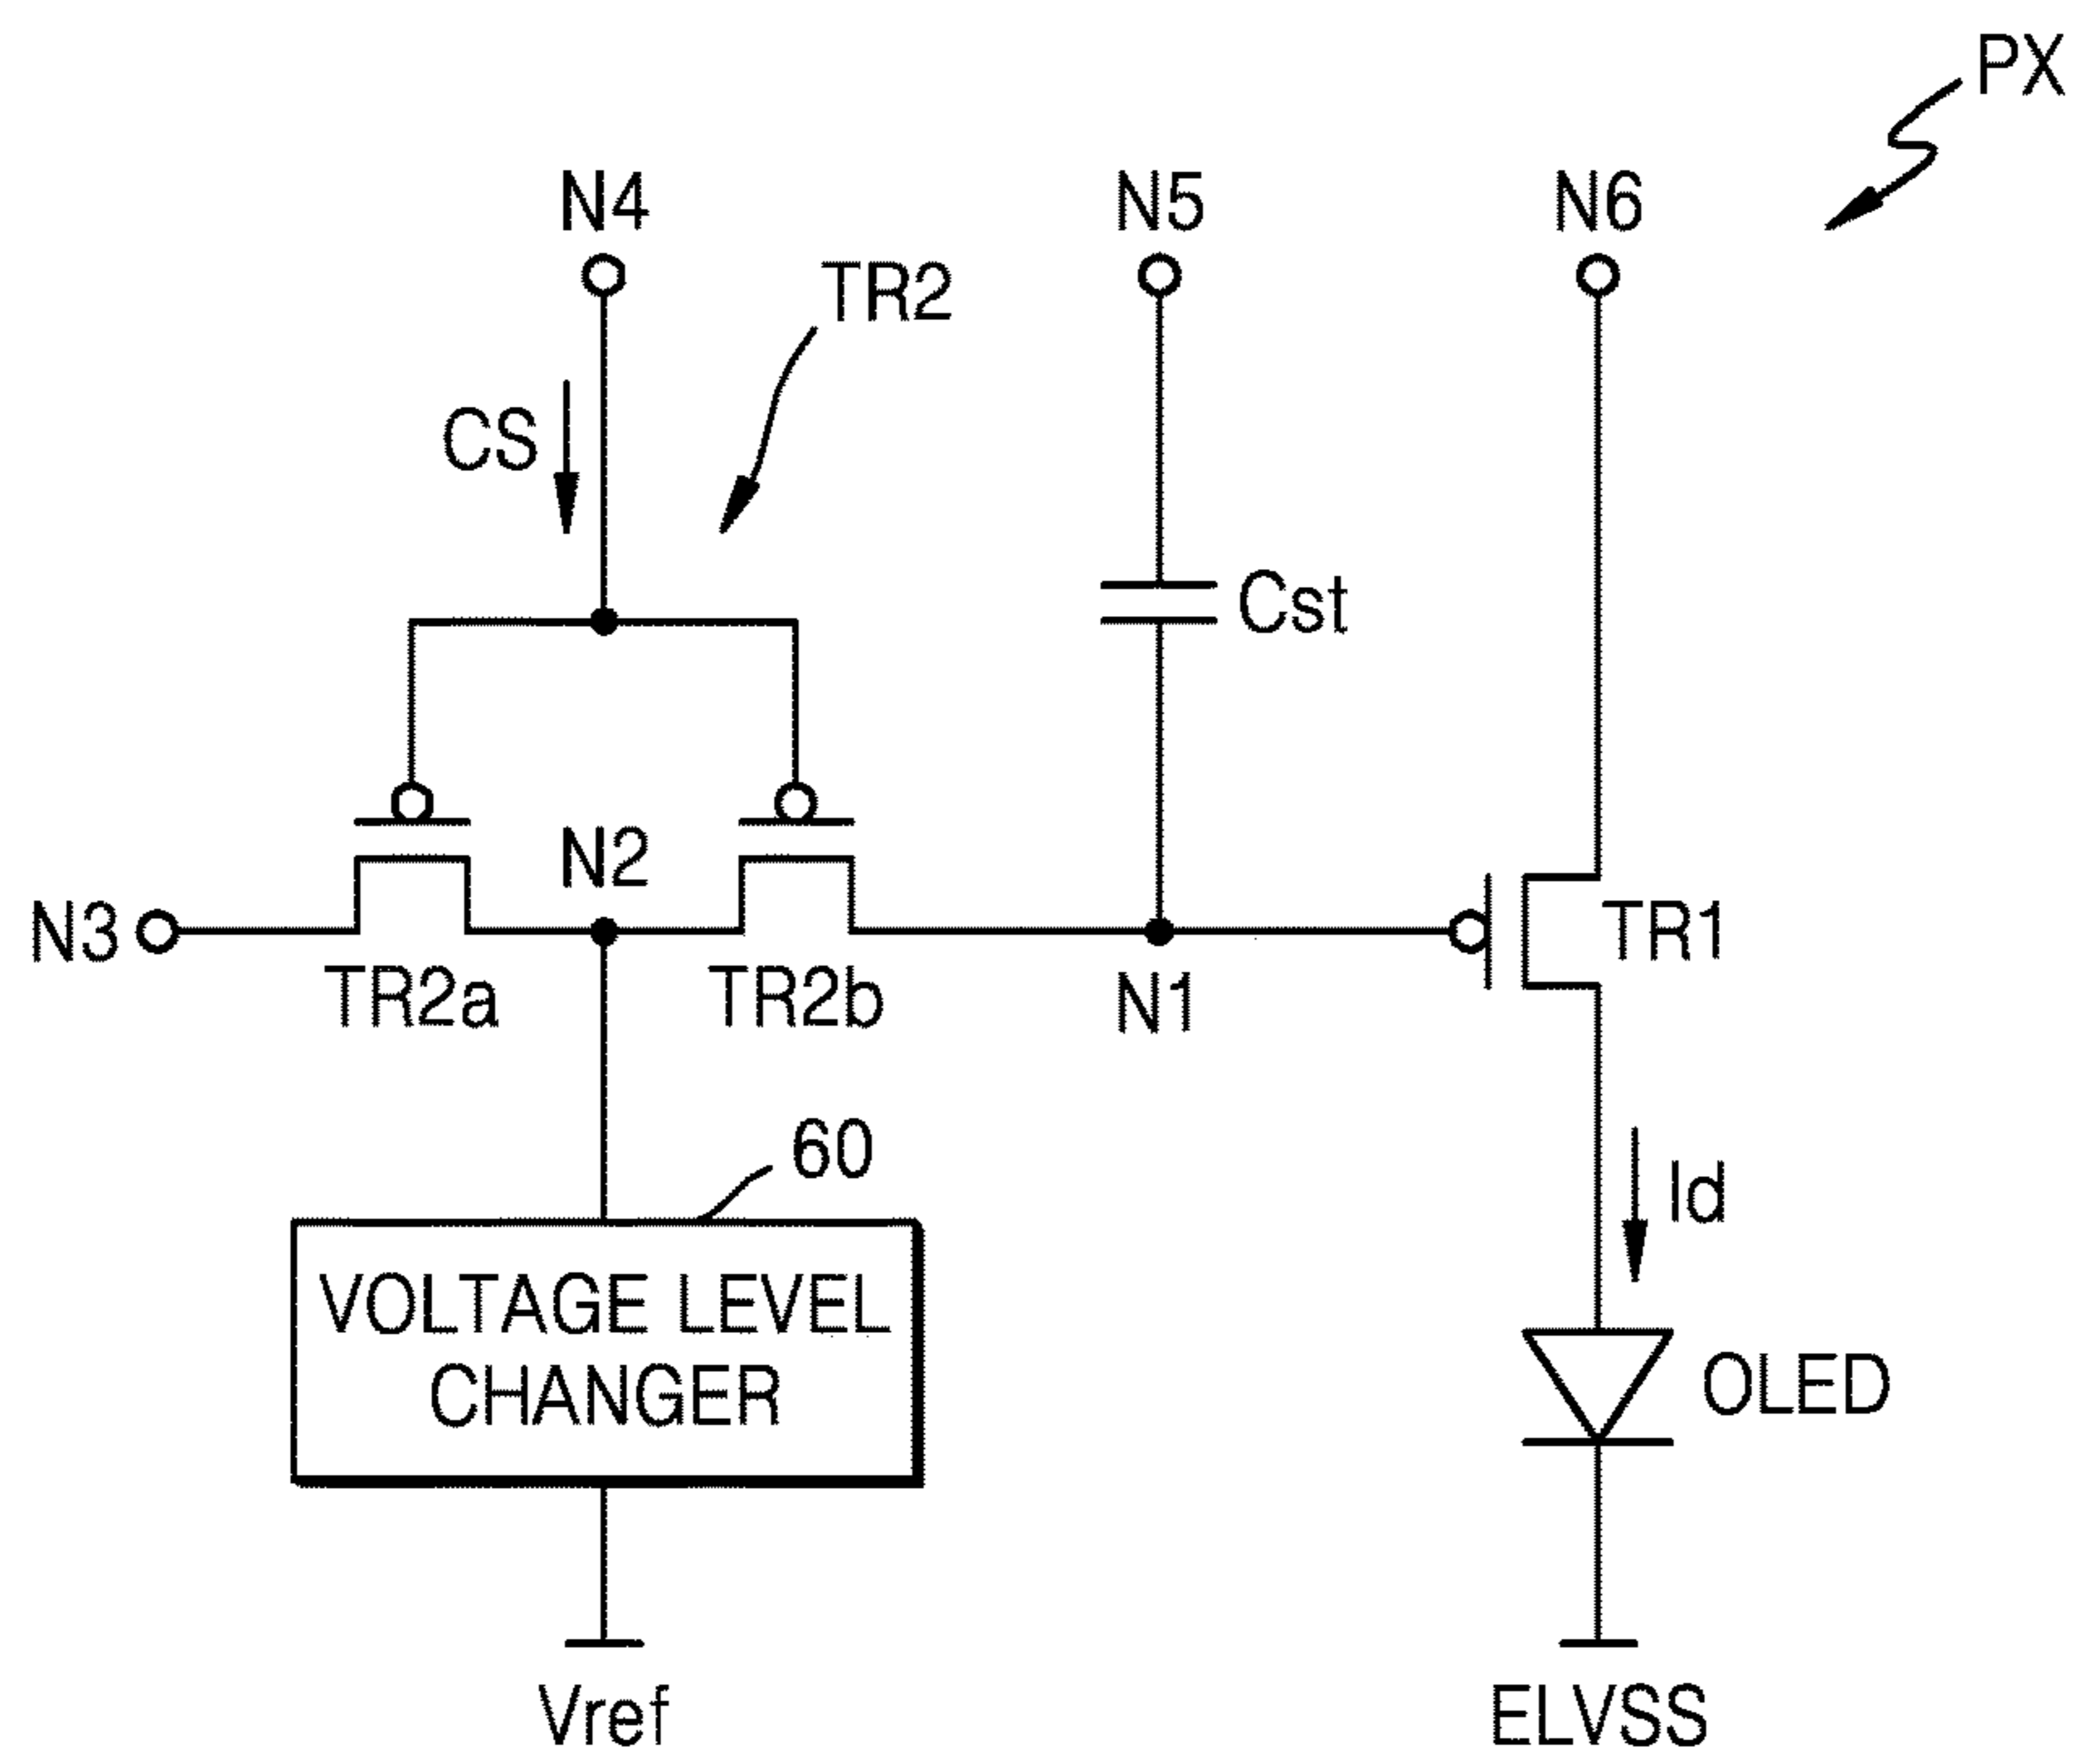 PX
N4
N5
N6
TR2
CS
Cst
N2
N3
TR1
TR2a
TR2b
N1
60
Id
VOLTAGE LEVEL
CHANGER
OLED
Vref
ELVSS